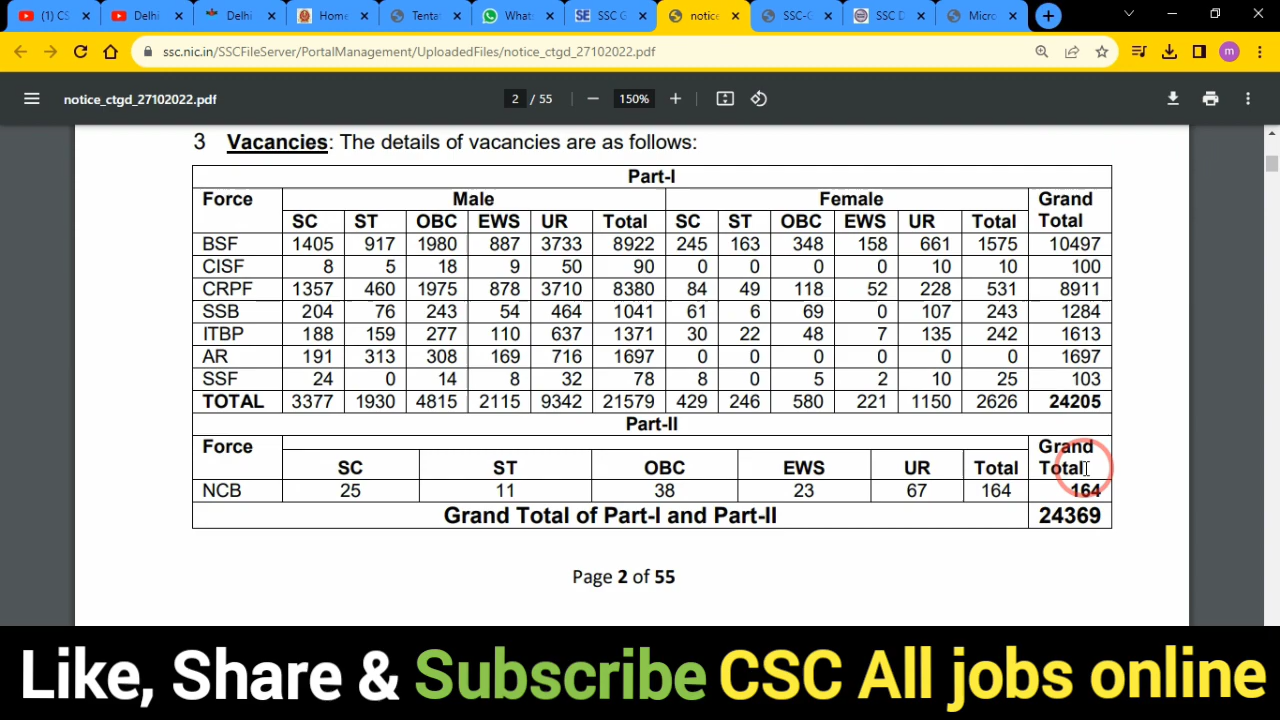 (1) CS
Delhi
Delhi
Home
Tenta
Whats
SSC G
notice
SSC-C
SSC D
Micro
ssc.nic.in/SSCFileServer/PortalManagement/UploadedFiles/notice_ctgd_27102022.pdf
m
notice_ctgd_27102022.pdf
2 / 55
150%
3 Vacancies: The details of vacancies are as follows:
Part-I
Force Male Female Grand Total
SC ST OBC EWS UR Total SC ST OBC EWS UR Total
BSF 1405 917 1980 887 3733 8922 245 163 348 158 661 1575 10497
CISF 8 5 18 9 50 90 0 0 0 0 10 10 100
CRPF 1357 460 1975 878 3710 8380 84 49 118 52 228 531 8911
SSB 204 76 243 54 464 1041 61 6 69 0 107 243 1284
ITBP 188 159 277 110 637 1371 30 22 48 7 135 242 1613
AR 191 313 308 169 716 1697 0 0 0 0 0 0 1697
SSF 24 0 14 8 32 78 8 0 5 2 10 25 103
TOTAL 3377 1930 4815 2115 9342 21579 429 246 580 221 1150 2626 24205
Part-II
Force Grand Total
SC ST OBC EWS UR Total
NCB 25 11 38 23 67 164 164
Grand Total of Part-I and Part-II 24369
Page 2 of 55
Like, Share & Subscribe CSC All jobs online